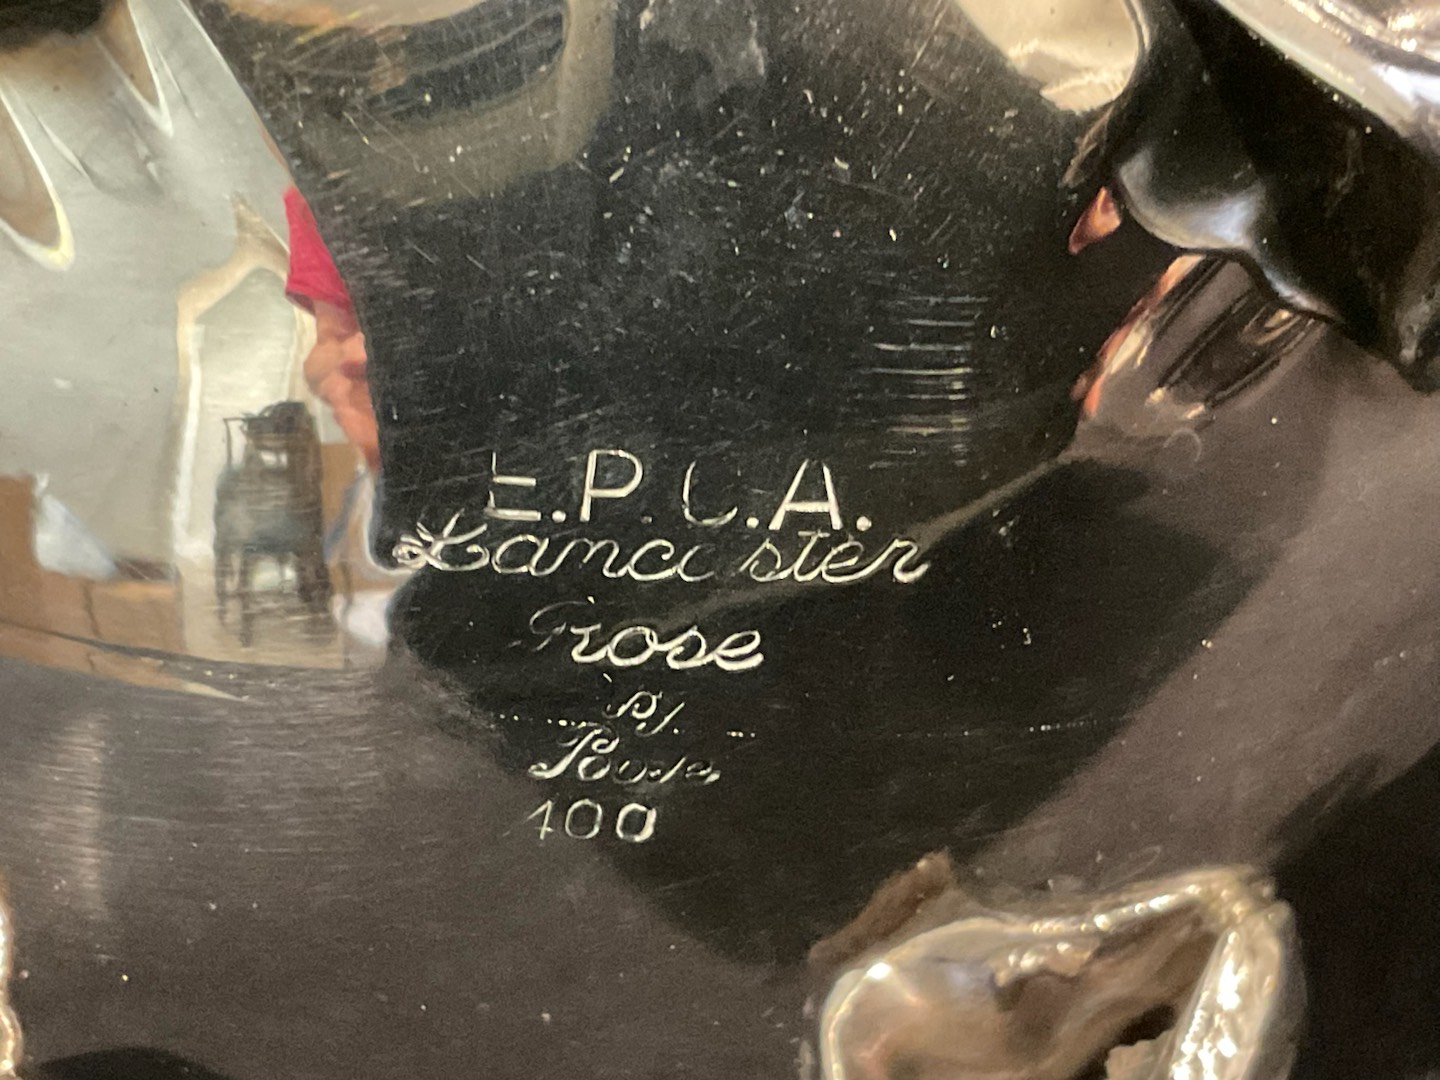 E.P.C.A.
Lancaster
Rose
By
Poole
400